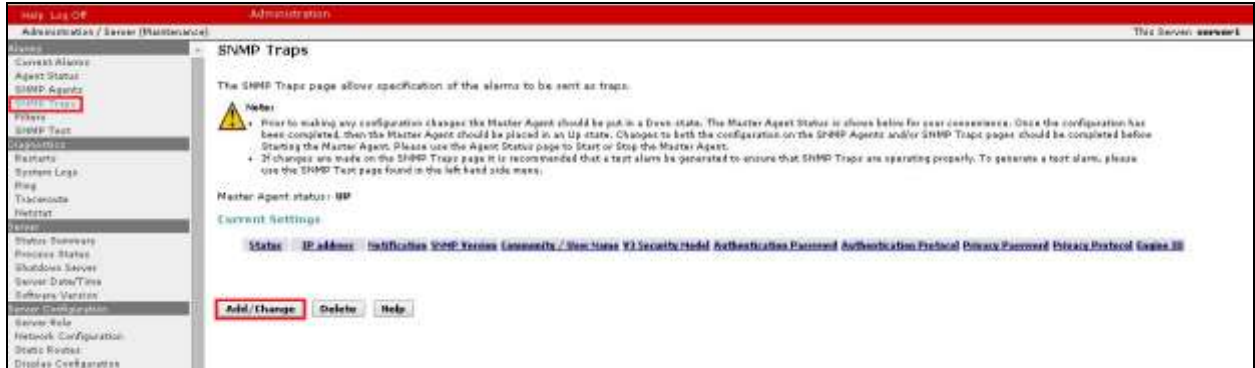 Help Log Off
Administration
Administration / Server (Maintenance)
This Server: server1
Alarms
Current Alarms
Agent Status
SNMP Agents
SNMP Traps
Filters
SNMP Test
Diagnostics
Restarts
System Logs
Ping
Traceroute
Netstat
Server
Status Summary
Process Status
Shutdown Server
Server Date/Time
Software Version
Server Configuration
Server Role
Network Configuration
Static Routes
Display Configuration
SNMP Traps
The SNMP Traps page allows specification of the alarms to be sent as traps.
Notes:
• Prior to making any configuration changes the Master Agent should be put in a Down state. The Master Agent Status is shown below for your convenience. Once the configuration has
been completed, then the Master Agent should be placed in an Up state. Changes to both the configuration on the SNMP Agents and/or SNMP Traps pages should be completed before
Starting the Master Agent. Please use the Agent Status page to Start or Stop the Master Agent.
• If changes are made on the SNMP Traps page it is recommended that a test alarm be generated to ensure that SNMP Traps are operating properly. To generate a test alarm, please
use the SNMP Test page found in the left hand side menu.
Master Agent status: UP
Current Settings
Status IP address Notification SNMP Version Community / User Name V3 Security Model Authentication Password Authentication Protocol Privacy Password Privacy Protocol Engine ID
Add/Change Delete Help